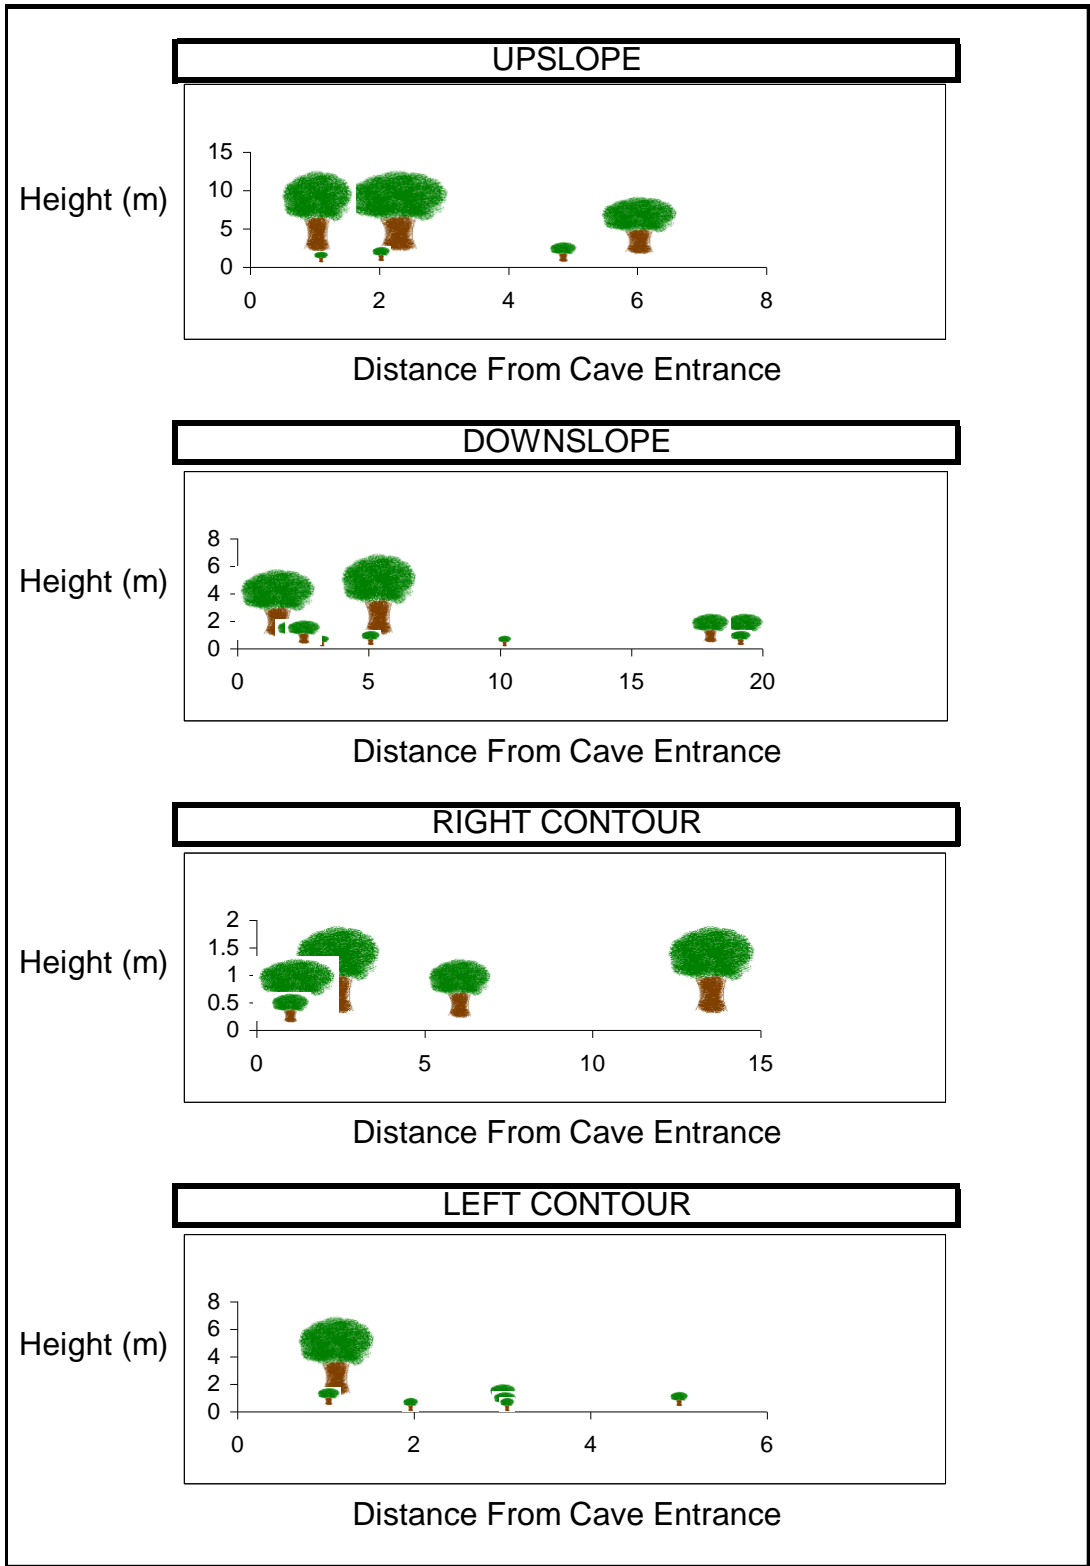 UPSLOPE
Height (m)
15
10
5
0
0 2 4 6 8
Distance From Cave Entrance
DOWNSLOPE
Height (m)
8
6
4
2
0
0 5 10 15 20
Distance From Cave Entrance
RIGHT CONTOUR
Height (m)
2
1.5
1
0.5
0
0 5 10 15
Distance From Cave Entrance
LEFT CONTOUR
Height (m)
8
6
4
2
0
0 2 4 6
Distance From Cave Entrance